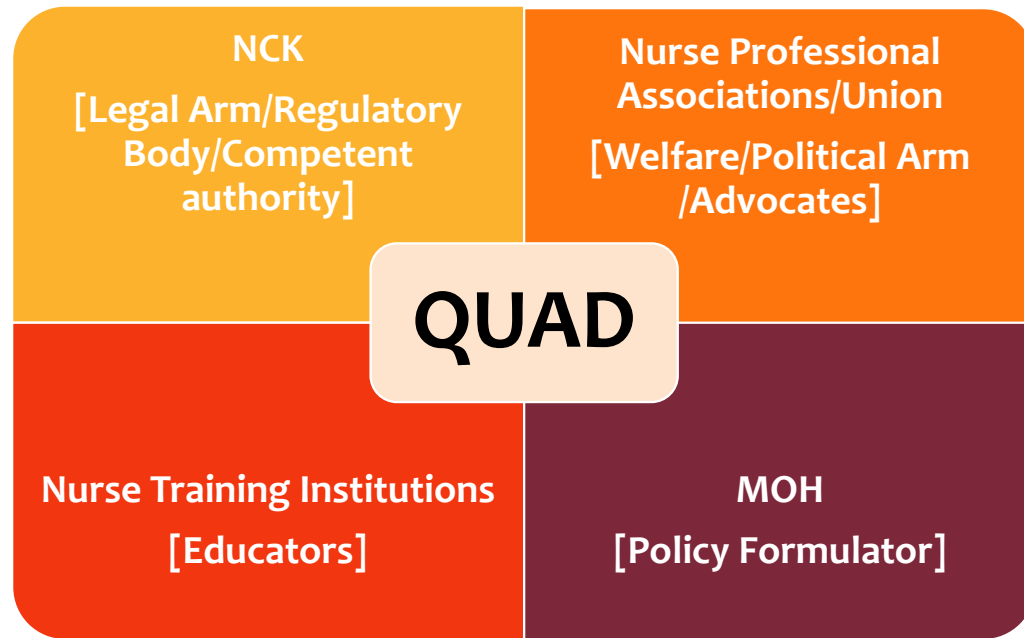 NCK
[Legal Arm/Regulatory
Body/Competent
authority]
Nurse Professional
Associations/Union
[Welfare/Political Arm
/Advocates]
QUAD
Nurse Training Institutions
[Educators]
MOH
[Policy Formulator]